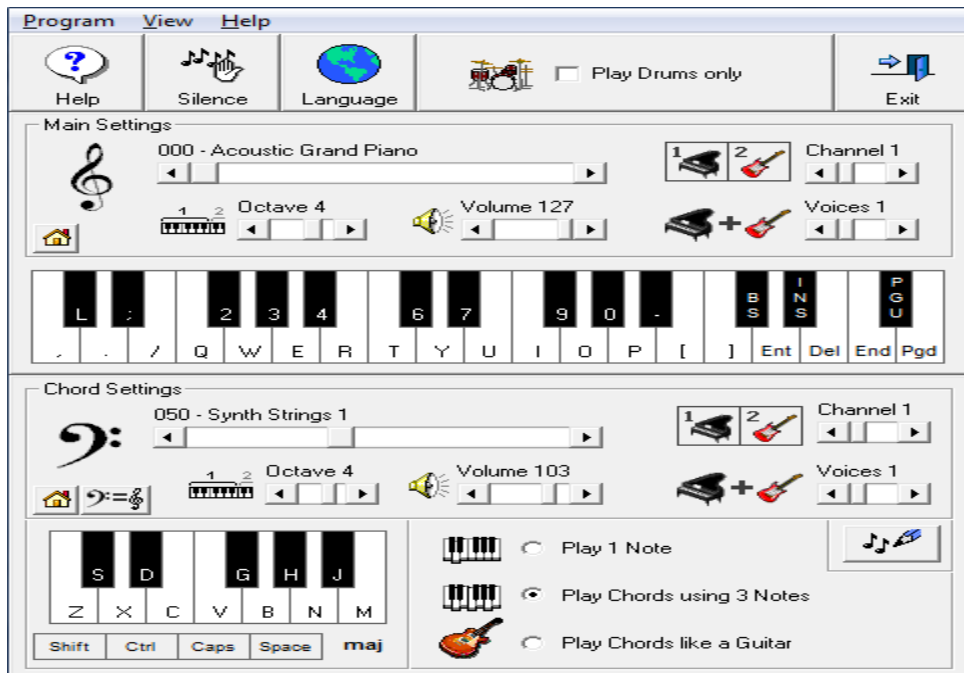 Program View Help
? Help Silence Language Play Drums only Exit
Main Settings
000 - Acoustic Grand Piano 1 2 Channel 1
1 2 Octave 4 Volume 127 Voices 1
L ; 2 3 4 6 7 9 0 - BS INS PGU
, . / Q W E R T Y U I O P [ ] Ent Del End Pgd
Chord Settings
050 - Synth Strings 1 1 2 Channel 1
1 2 Octave 4 Volume 103 Voices 1
S D G H J
Z X C V B N M
Shift Ctrl Caps Space maj
Play 1 Note
Play Chords using 3 Notes
Play Chords like a Guitar